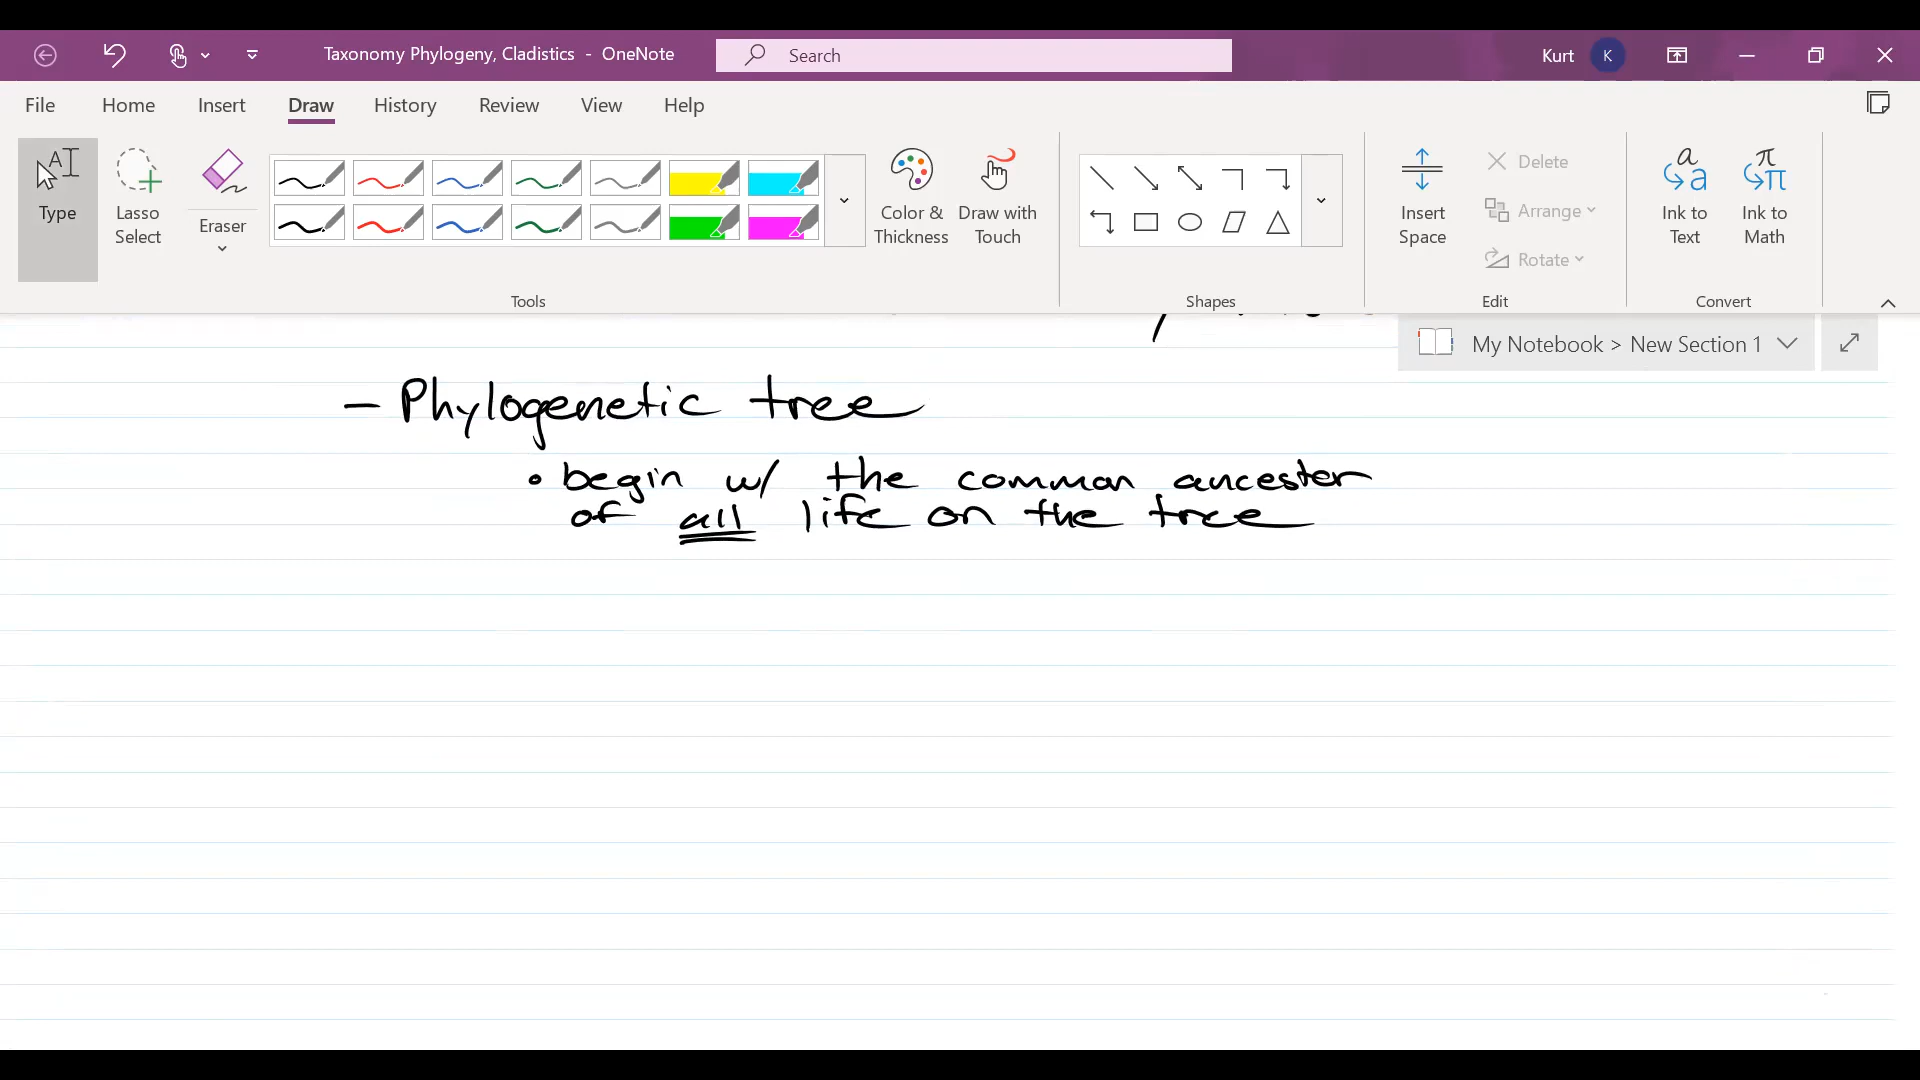 Taxonomy Phylogeny, Cladistics - OneNote
Search
Kurt
K
File Home Insert Draw History Review View Help
Type
Lasso Select
Eraser
Color & Thickness
Draw with Touch
Insert Space
Delete
Arrange
Rotate
Ink to Text
Ink to Math
Tools
Shapes
Edit
Convert
My Notebook > New Section 1
- Phylogenetic tree
• begin w/ the common ancester
of all life on the tree